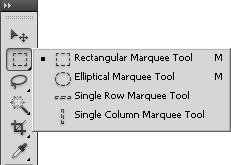 Rectangular Marquee Tool M
Elliptical Marquee Tool M
Single Row Marquee Tool
Single Column Marquee Tool